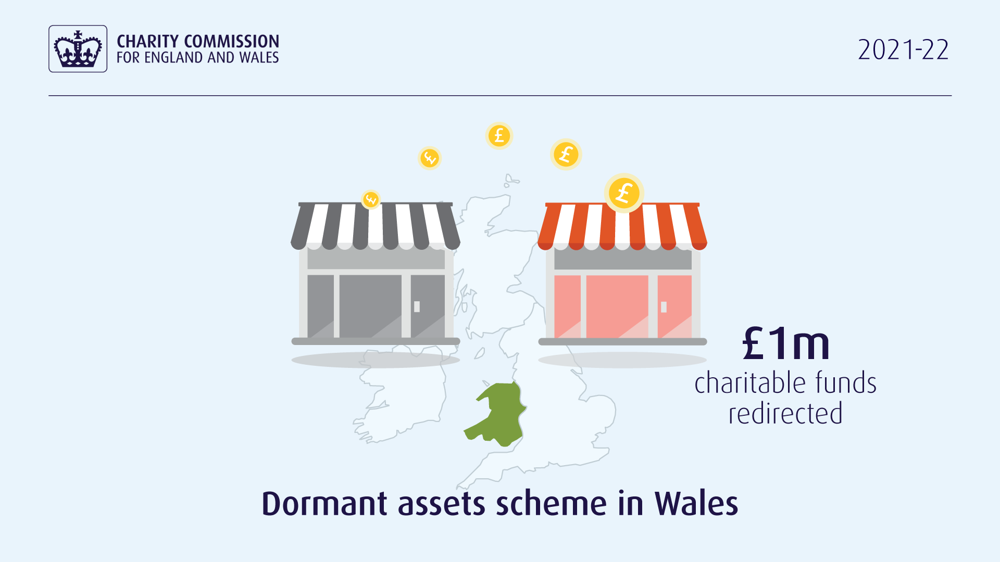 CHARITY COMMISSION
FOR ENGLAND AND WALES
2021-22
£
£
£
£
£
£1m
charitable funds
redirected
Dormant assets scheme in Wales